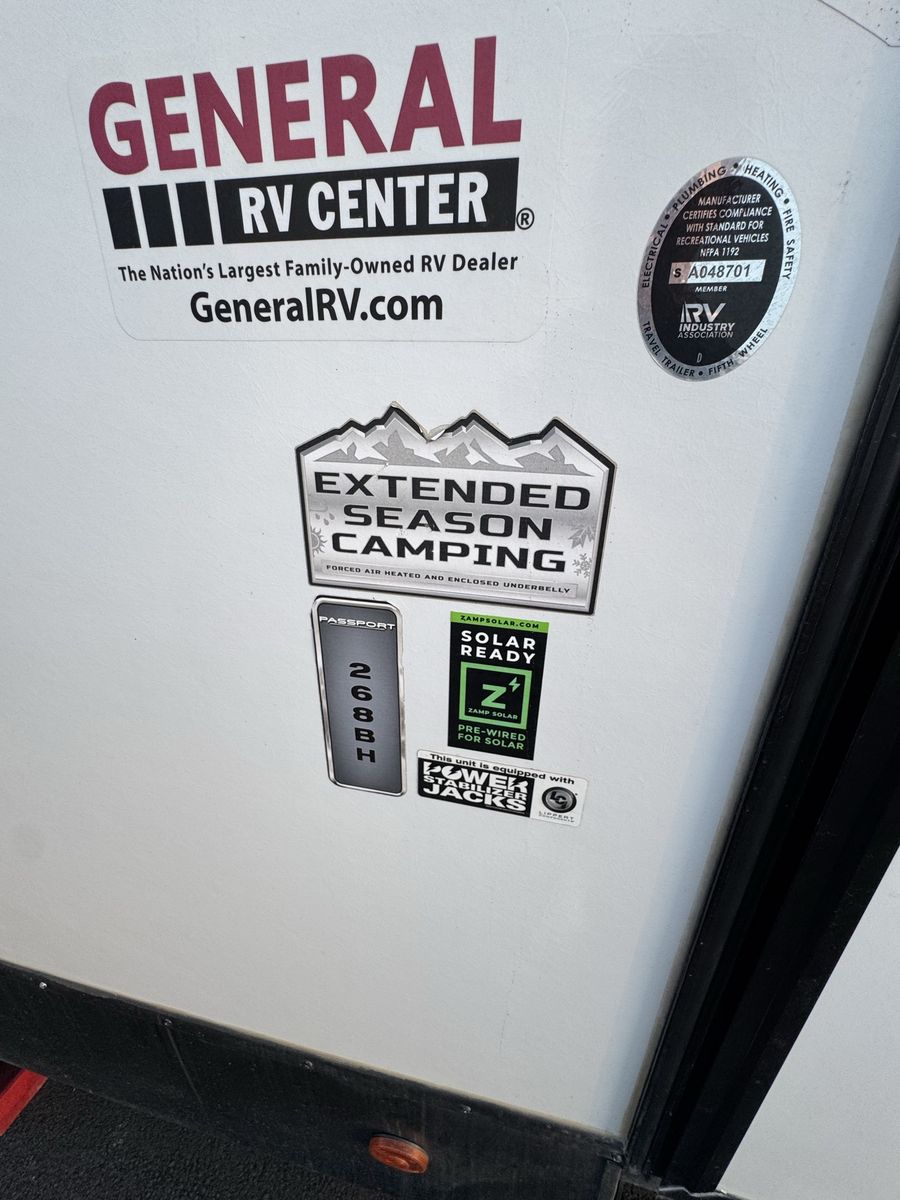 GENERAL
RV CENTER®
The Nation's Largest Family-Owned RV Dealer
GeneralRV.com
ELECTRICAL • PLUMBING • HEATING • FIRE SAFETY
MANUFACTURER
CERTIFIES COMPLIANCE
WITH STANDARD FOR
RECREATIONAL VEHICLES
NFPA 1192
S A048701
MEMBER
RV
INDUSTRY
ASSOCIATION
D
TRAVEL TRAILER • FIFTH WHEEL
EXTENDED
SEASON
CAMPING
FORCED AIR HEATED AND ENCLOSED UNDERBELLY
PASSPORT
268BH
ZAMPSOLAR.COM
SOLAR
READY
Z
ZAMP SOLAR
PRE-WIRED
FOR SOLAR
This unit is equipped with
POWER
STABILIZER
JACKS
LCI
LIPPERT
COMPONENTS